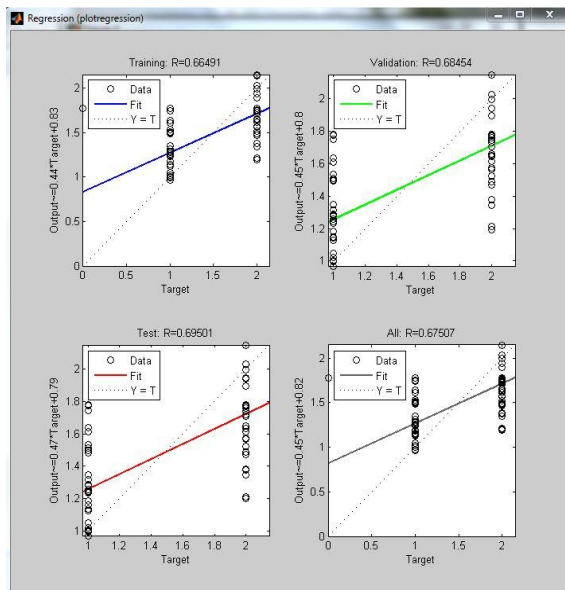 Regression (plotregression)
Training: R=0.66491
Output~=0.44*Target+0.83
Data
Fit
Y = T
2
1.5
1
0.5
0
0 0.5 1 1.5 2
Target
Validation: R=0.68454
Output~=0.45*Target+0.8
Data
Fit
Y = T
2
1.8
1.6
1.4
1.2
1
1 1.2 1.4 1.6 1.8 2
Target
Test: R=0.69501
Output~=0.47*Target+0.79
Data
Fit
Y = T
2
1.8
1.6
1.4
1.2
1
1 1.2 1.4 1.6 1.8 2
Target
All: R=0.67507
Output~=0.45*Target+0.82
Data
Fit
Y = T
2
1.5
1
0.5
0
0 0.5 1 1.5 2
Target